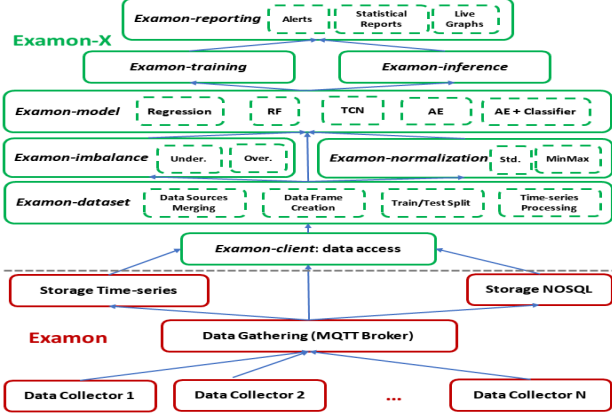 Examon-X
Examon-reporting
Alerts
Statistical
Reports
Live
Graphs
Examon-training
Examon-inference
Examon-model
Regression
RF
TCN
AE
AE + Classifier
Examon-imbalance
Under.
Over.
Examon-normalization
Std.
MinMax
Examon-dataset
Data Sources
Merging
Data Frame
Creation
Train/Test Split
Time-series
Processing
Examon-client: data access
Storage Time-series
Storage NOSQL
Examon
Data Gathering (MQTT Broker)
Data Collector 1
Data Collector 2
...
Data Collector N